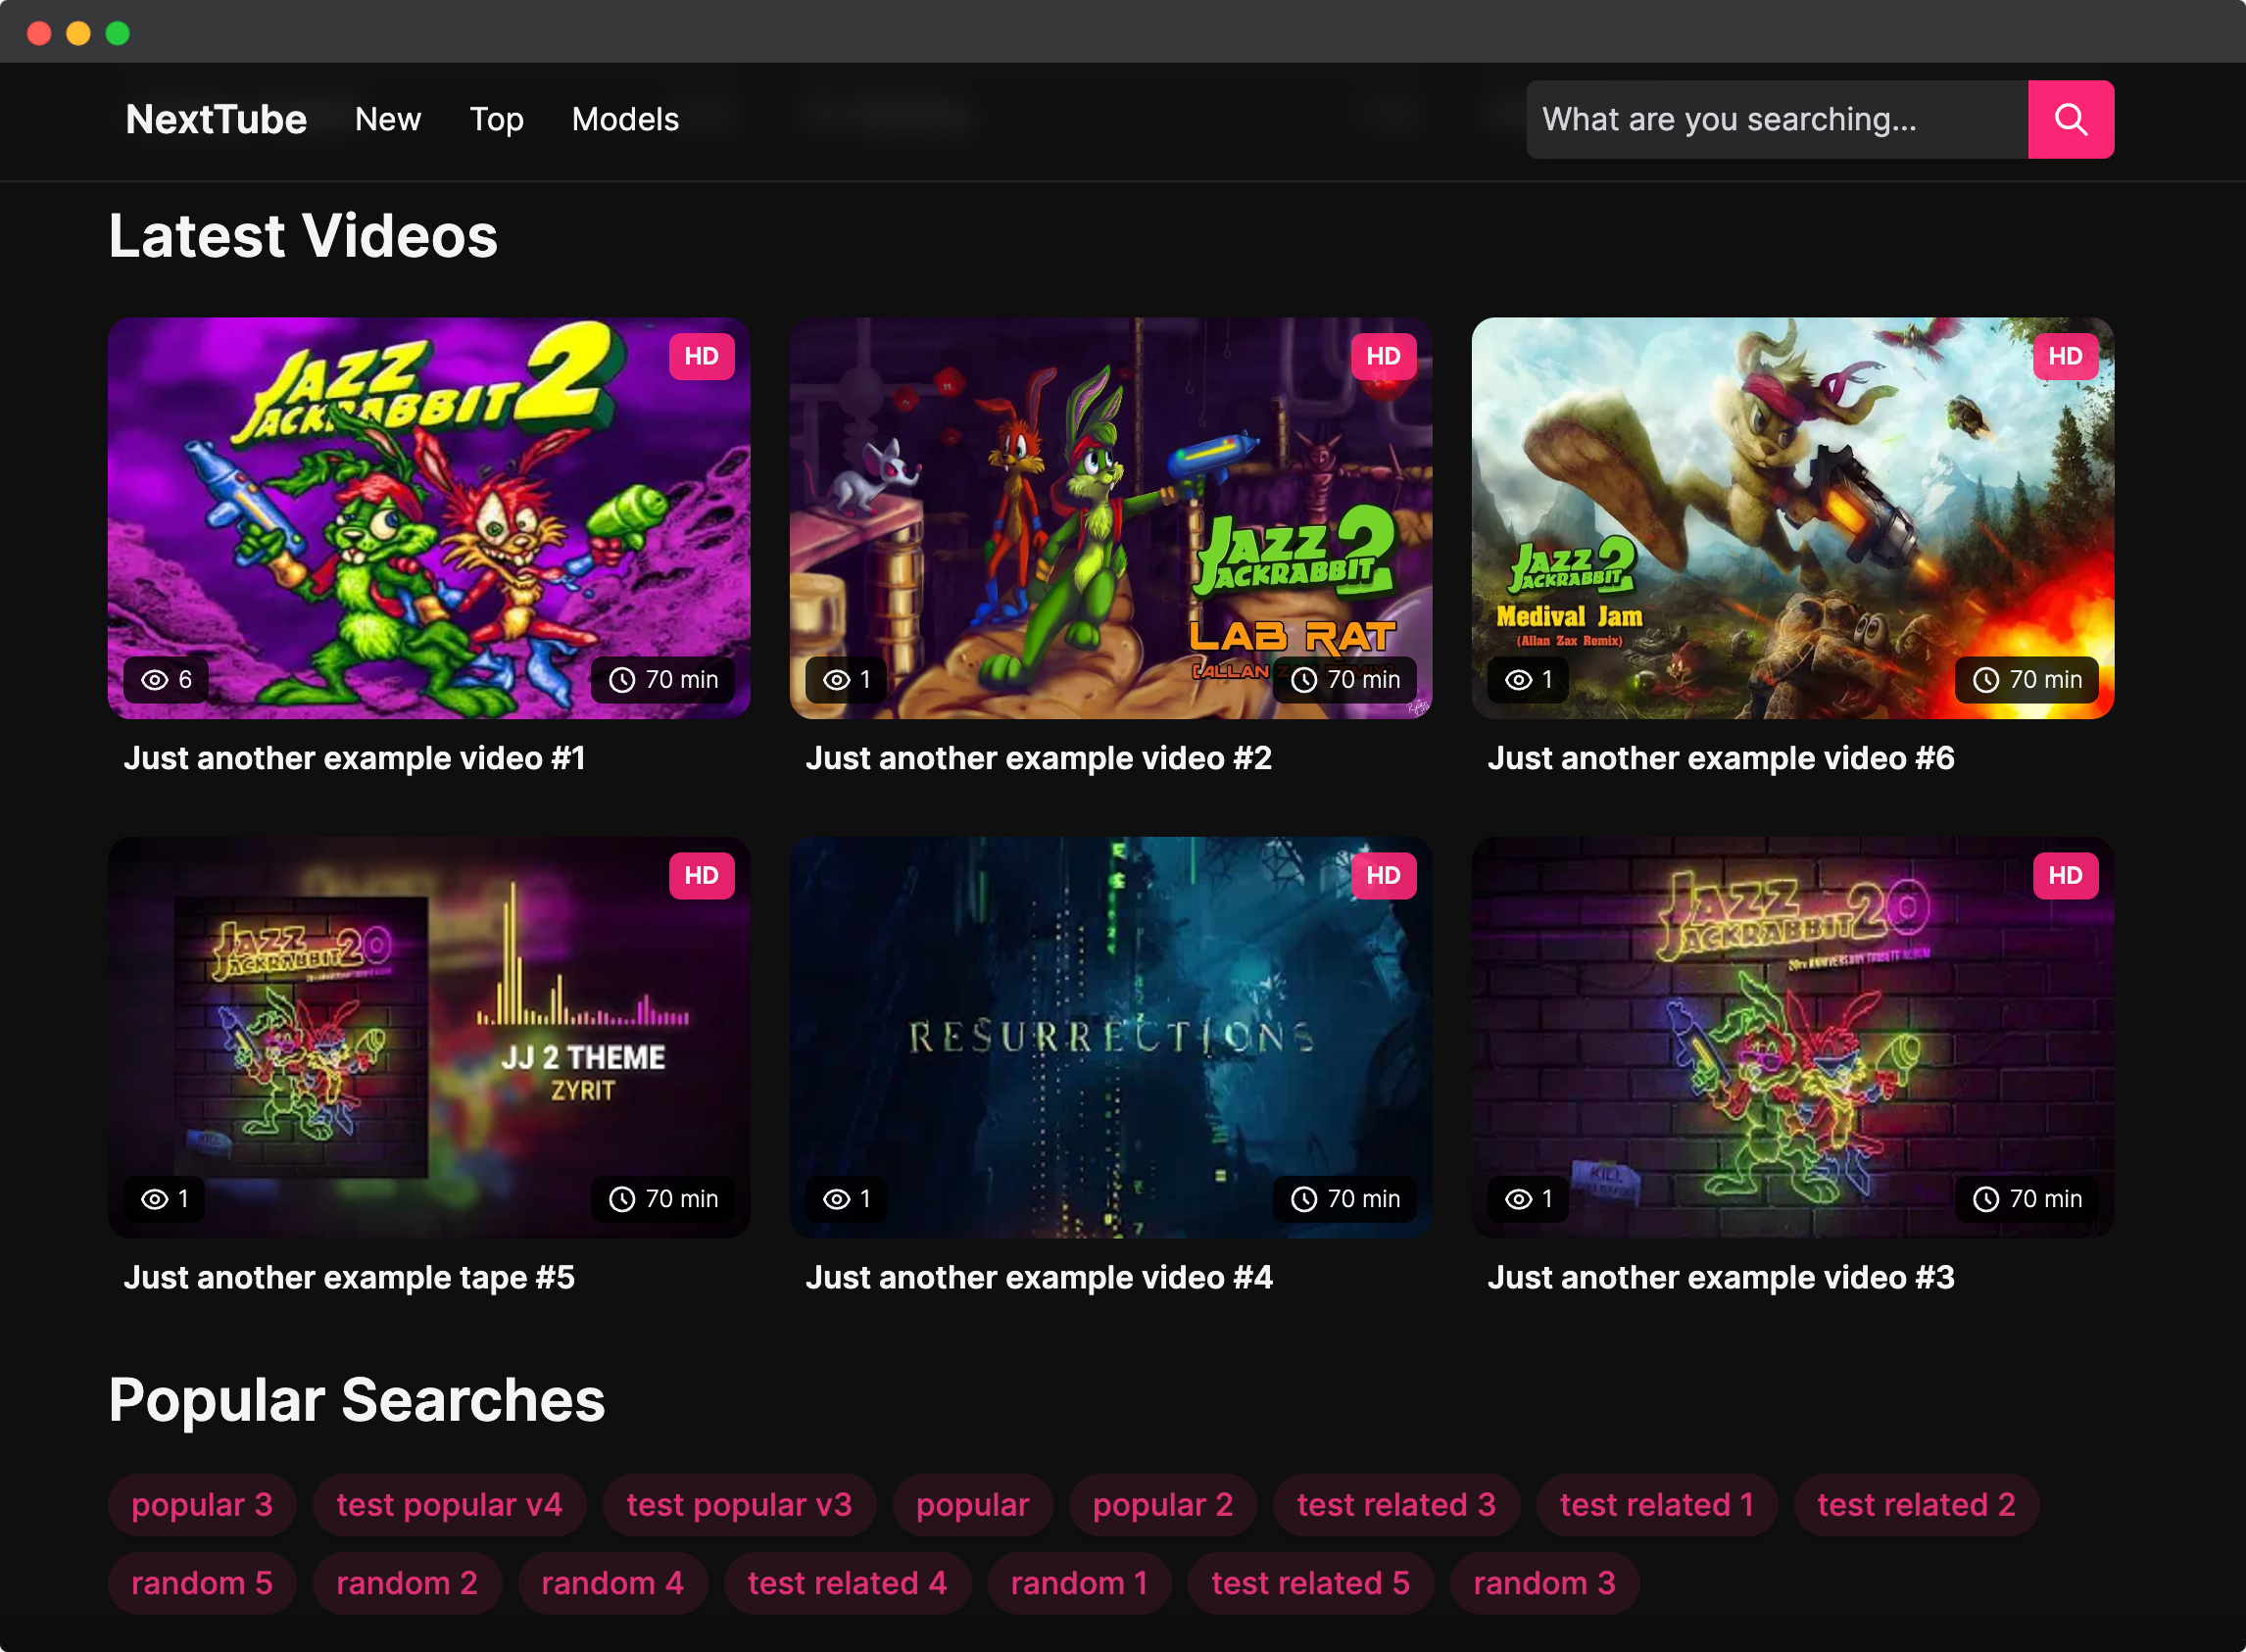 NextTube New Top Models What are you searching...
Latest Videos
JAZZ
JACKRABBIT 2
HD
6
70 min
JAZZ
JACKRABBIT 2
LAB RAT
HD
1
70 min
JAZZ
JACKRABBIT 2
Medival Jam
(Allan Zax Remix)
HD
1
70 min
Just another example video #1
Just another example video #2
Just another example video #6
JAZZ
JACKRABBIT 20
JJ 2 THEME
ZYRIT
HD
1
70 min
RESURRECTIONS
HD
1
70 min
JAZZ
JACKRABBIT 20
20TH ANNIVERSARY TRIBUTE ALBUM
KILL
HD
1
70 min
Just another example tape #5
Just another example video #4
Just another example video #3
Popular Searches
popular 3 test popular v4 test popular v3 popular popular 2 test related 3 test related 1 test related 2
random 5 random 2 random 4 test related 4 random 1 test related 5 random 3